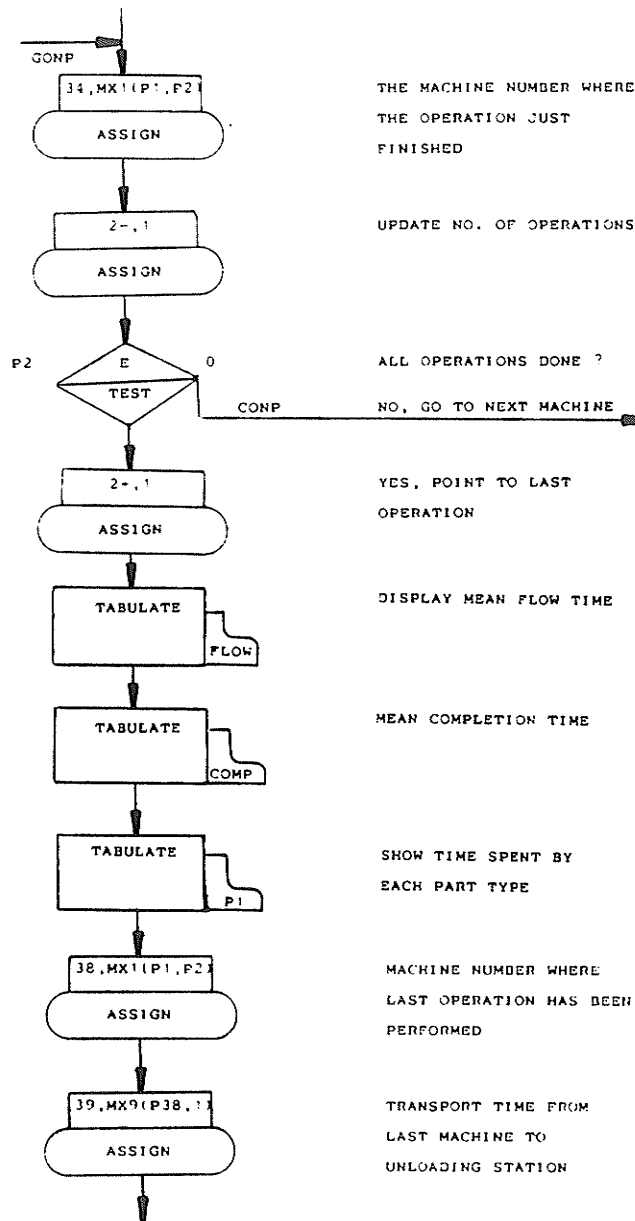 GONP
34,MX1(P1,P2)
THE MACHINE NUMBER WHERE
ASSIGN
THE OPERATION JUST
FINISHED
2-,1
UPDATE NO. OF OPERATIONS
ASSIGN
P2
E
0
ALL OPERATIONS DONE ?
TEST
CONP
NO, GO TO NEXT MACHINE
2+,1
YES, POINT TO LAST
OPERATION
ASSIGN
TABULATE
DISPLAY MEAN FLOW TIME
FLOW
TABULATE
MEAN COMPLETION TIME
COMP
TABULATE
SHOW TIME SPENT BY
EACH PART TYPE
P1
38,MX1(P1,P2)
MACHINE NUMBER WHERE
ASSIGN
LAST OPERATION HAS BEEN
PERFORMED
39,MX9(P38,1)
TRANSPORT TIME FROM
ASSIGN
LAST MACHINE TO
UNLOADING STATION